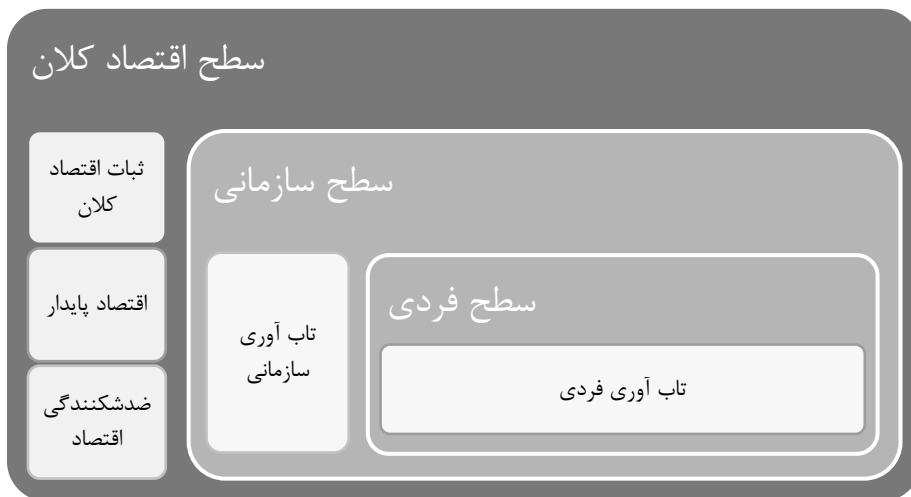 سطح اقتصاد کلان
ثبات اقتصاد
کلان
اقتصاد پایدار
ضدشکنندگی
اقتصاد
سطح سازمانی
تاب آوری
سازمانی
سطح فردی
تاب آوری فردی